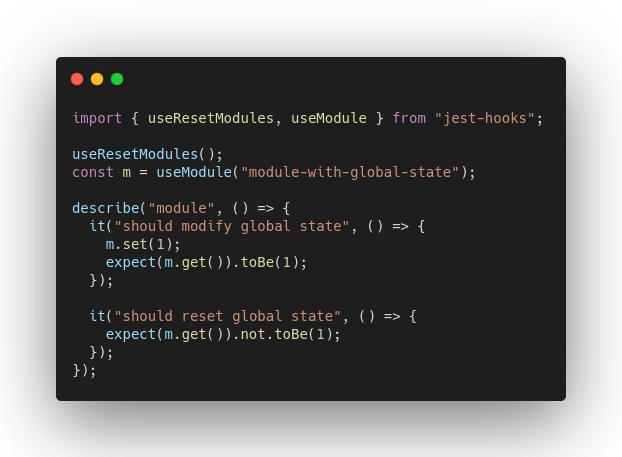 import { useResetModules, useModule } from "jest-hooks";
useResetModules();
const m = useModule("module-with-global-state");
describe("module", () => {
  it("should modify global state", () => {
    m.set(1);
    expect(m.get()).toBe(1);
  });
  it("should reset global state", () => {
    expect(m.get()).not.toBe(1);
  });
});